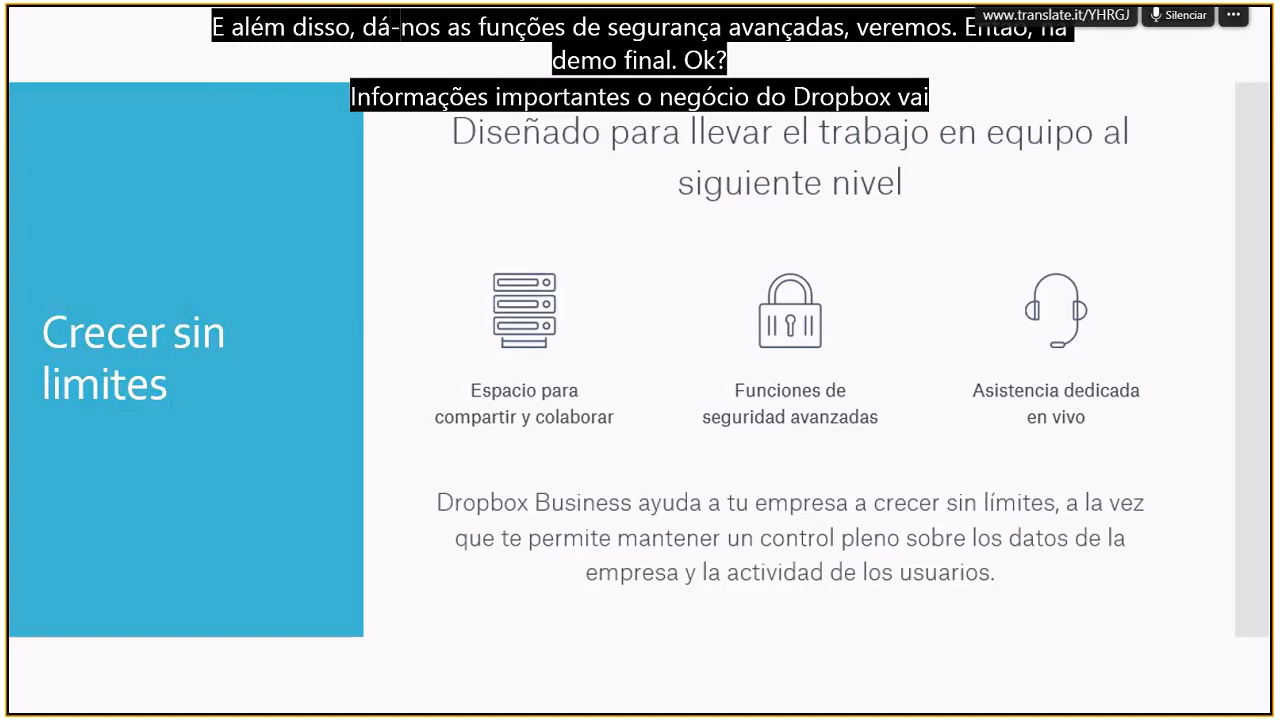 E além disso, dá-nos as funções de segurança avançadas, veremos. Então, na
demo final. Ok?
Informações importantes o negócio do Dropbox vai
www.translate.it/YHRGJ
Silenciar
Diseñado para llevar el trabajo en equipo al
siguiente nivel
Crecer sin
limites
Espacio para
compartir y colaborar
Funciones de
seguridad avanzadas
Asistencia dedicada
en vivo
Dropbox Business ayuda a tu empresa a crecer sin límites, a la vez
que te permite mantener un control pleno sobre los datos de la
empresa y la actividad de los usuarios.